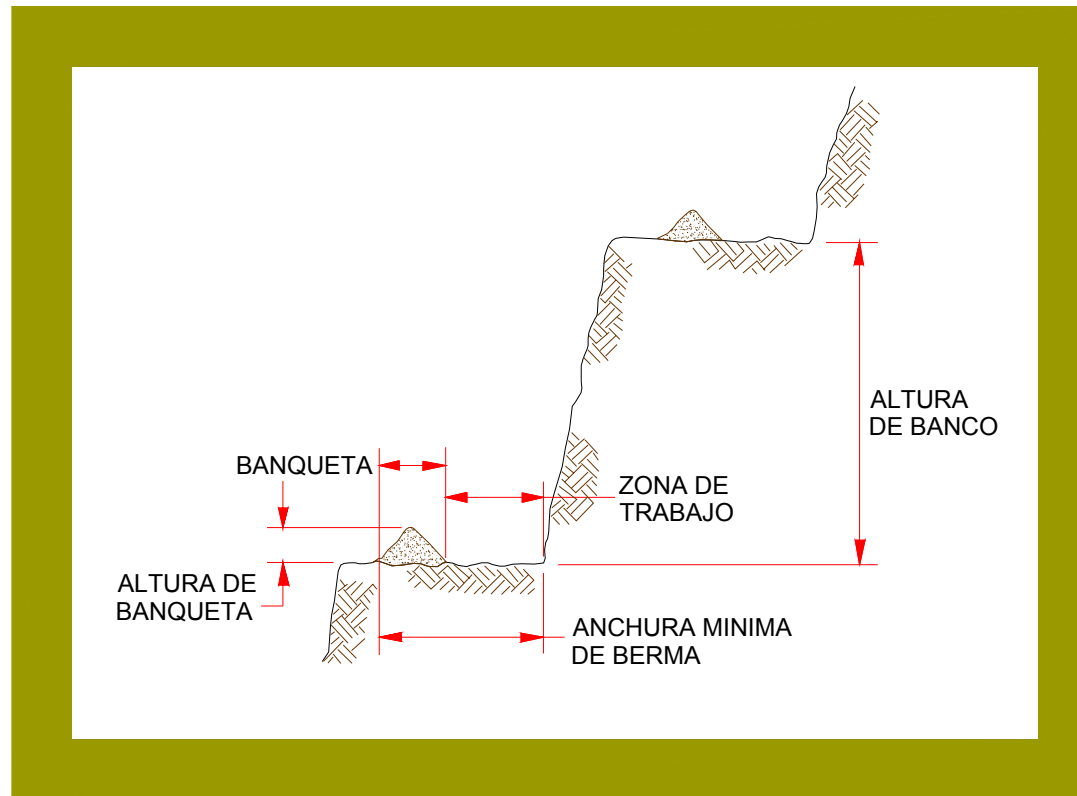 ALTURA
DE BANCO
BANQUETA
ZONA DE
TRABAJO
ALTURA DE
BANQUETA
ANCHURA MINIMA
DE BERMA